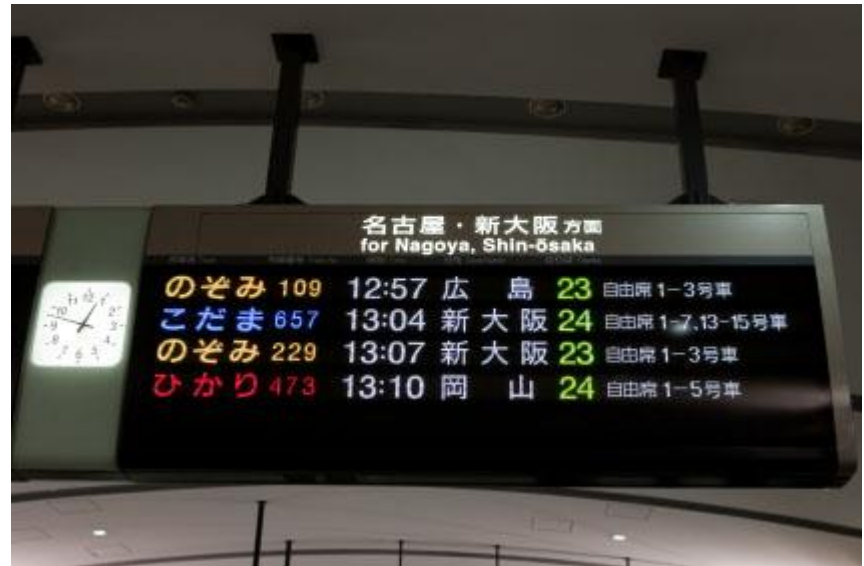 名古屋・新大阪方面
for Nagoya, Shin-ōsaka
のぞみ 109 12:57 広島 23 自由席1-3号車
こだま 657 13:04 新大阪 24 自由席1-7,13-15号車
のぞみ 229 13:07 新大阪 23 自由席1-3号車
ひかり 473 13:10 岡山 24 自由席1-5号車